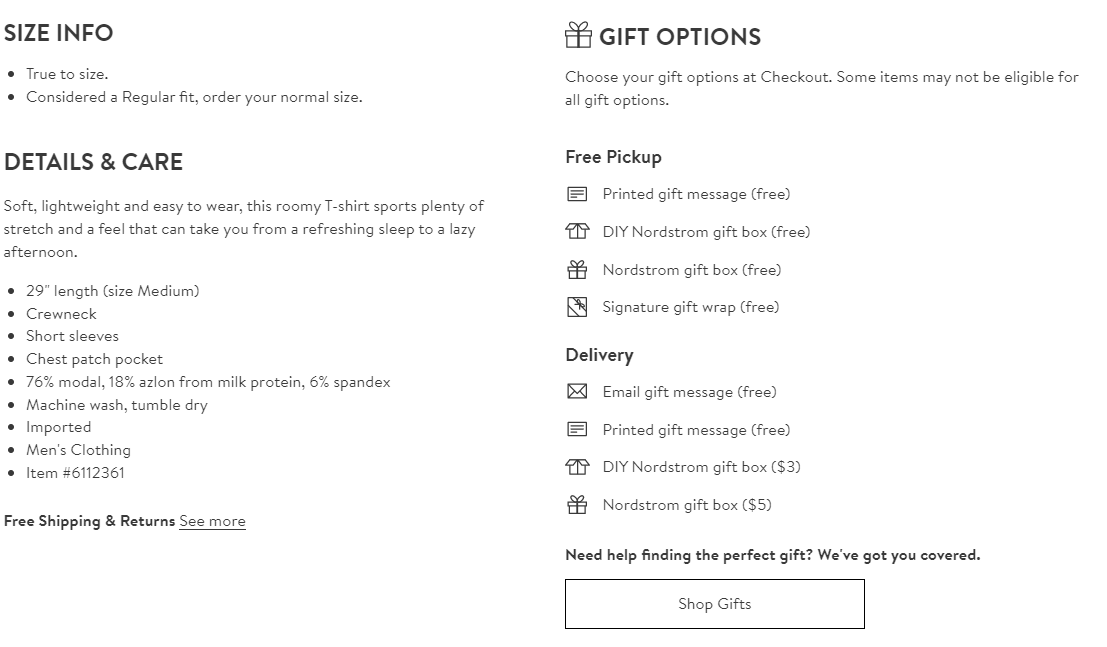 SIZE INFO
True to size.
Considered a Regular fit, order your normal size.
DETAILS & CARE
Soft, lightweight and easy to wear, this roomy T-shirt sports plenty of
stretch and a feel that can take you from a refreshing sleep to a lazy
afternoon.
29" length (size Medium)
Crewneck
Short sleeves
Chest patch pocket
76% modal, 18% azlon from milk protein, 6% spandex
Machine wash, tumble dry
Imported
Men's Clothing
Item #6112361
Free Shipping & Returns See more
GIFT OPTIONS
Choose your gift options at Checkout. Some items may not be eligible for
all gift options.
Free Pickup
Printed gift message (free)
DIY Nordstrom gift box (free)
Nordstrom gift box (free)
Signature gift wrap (free)
Delivery
Email gift message (free)
Printed gift message (free)
DIY Nordstrom gift box ($3)
Nordstrom gift box ($5)
Need help finding the perfect gift? We've got you covered.
Shop Gifts